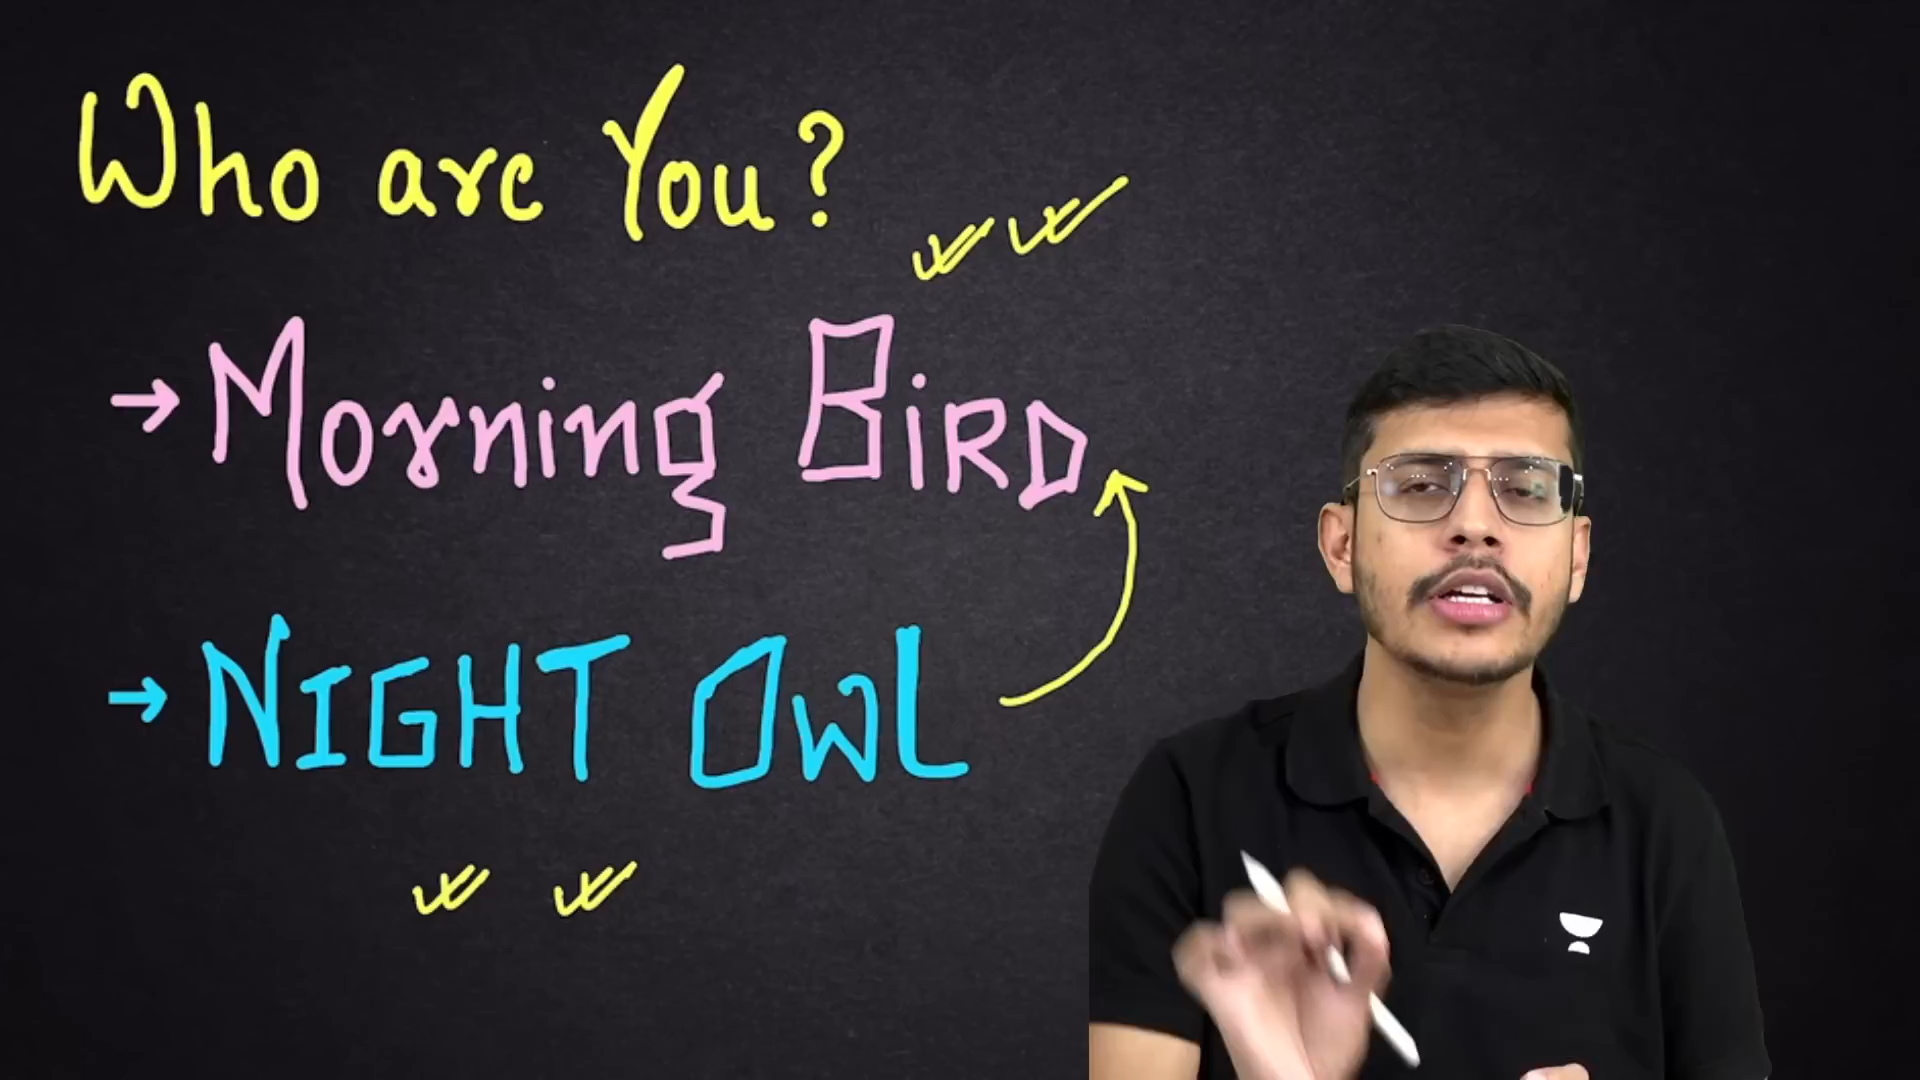 Who are You?
→ Morning BiRD
→ NIGHT OwL